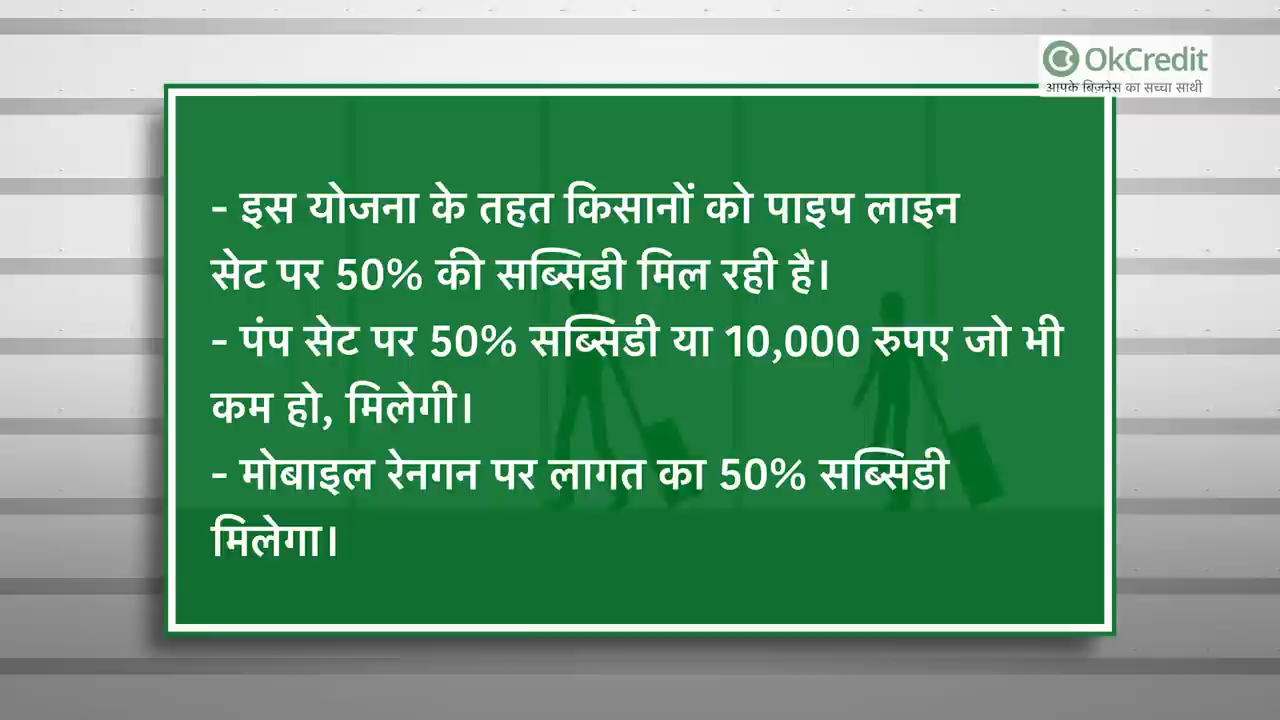 OkCredit
आपके बिज़नेस का सच्चा साथी
- इस योजना के तहत किसानों को पाइप लाइन
सेट पर 50% की सब्सिडी मिल रही है।
- पंप सेट पर 50% सब्सिडी या 10,000 रुपए जो भी
कम हो, मिलेगी।
- मोबाइल रेनगन पर लागत का 50% सब्सिडी
मिलेगा।